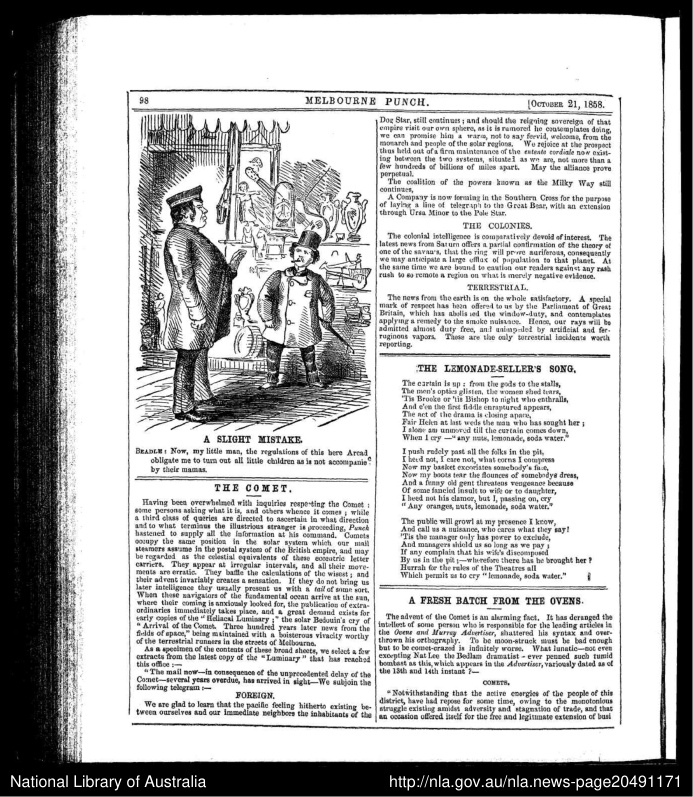 98
MELBOURNE PUNCH.
[OCTOBER 21, 1858.
A SLIGHT MISTAKE.
BEADLE: Now, my little man, the regulations of this here Arcad
obligate me to turn out all little children as is not accompanie
by their mamas.
THE COMET.
Having been overwhelmed with inquiries respecting the Comet:
some persons asking what it is, and others whence it comes; while
a third class of queries are directed to ascertain in what direction
and to what terminus the illustrious stranger is proceeding, Punch
hastened to supply all the information at his command. Comets
occupy the same position in the solar system which our mail
steamers assume in the postal system of the British empire, and may
be regarded as the celestial equivalents of these eccentric letter
carriers. They appear at irregular intervals, and all their move-
ments are erratic. They baffle the calculations of the wisest; and
their advent invariably creates a sensation. If they do not bring us
later intelligence they usually present us with a tail of some sort.
When these navigators of the fundamental ocean arrive at the sun,
where their coming is anxiously looked for, the publication of extra-
ordinaries immediately takes place, and a great demand exists for
early copies of the "Heliacal Luminary;" the solar Bedouin's cry of
"Arrival of the Comet. Three hundred years later news from the
fields of space," being maintained with a boisterous vivacity worthy
of the terrestrial runners in the streets of Melbourne.
As a specimen of the contents of these broad sheets, we select a few
extracts from the latest copy of the "Luminary" that has reached
this office:—
"The mail now—in consequence of the unprecedented delay of the
Comet—several years overdue, has arrived in sight—We subjoin the
following telegram:—
FOREIGN.
We are glad to learn that the pacific feeling hitherto existing be-
tween ourselves and our immediate neighbors the inhabitants of the
Dog Star, still continues; and should the reigning sovereign of that
empire visit our own sphere, as it is rumored he contemplates doing,
we can promise him a warm, not to say fervid, welcome, from the
monarch and people of the solar regions. We rejoice at the prospect
thus held out of a firm maintenance of the entente cordiale now exist-
ing between the two systems, situated as we are, not more than a
few hundreds of billions of miles apart. May the alliance prove
perpetual.
The coalition of the powers known as the Milky Way still
continues,
A Company is now forming in the Southern Cross for the purpose
of laying a line of telegraph to the Great Bear, with an extension
through Ursa Minor to the Pole Star.
THE COLONIES.
The colonial intelligence is comparatively devoid of interest. The
latest news from Saturn offers a partial confirmation of the theory of
one of the savans, that the ring will prove auriferous, consequently
we may anticipate a large efflux of population to that planet. At
the same time we are bound to caution our readers against any rash
rush to so remote a region on what is merely negative evidence.
TERRESTRIAL.
The news from the earth is on the whole satisfactory. A special
mark of respect has been offered to us by the Parliament of Great
Britain, which has abolished the window-duty, and contemplates
applying a remedy to the smoke nuisance. Hence, our rays will be
admitted almost duty free, and unimpeded by artificial and fer-
ruginous vapors. These are the only terrestrial incidents worth
reporting.
THE LEMONADE-SELLER'S SONG,
The curtain is up: from the gods to the stalls,
The men's optics glisten, the women shed tears,
'Tis Brooke or 'tis Bishop to night who enthralls,
And e'en the first fiddle enraptured appears,
The act of the drama is closing apace,
Fair Helen at last weds the man who has sought her;
I alone am unmoved till the curtain comes down,
When I cry—"any nuts, lemonade, soda water."
I push rudely past all the folks in the pit,
I heed not, I care not, what corns I compress
Now my basket excoriates somebody's face,
Now my boots tear the flounces of somebodys dress,
And a funny old gent threatens vengeance because
Of some fancied insult to wife or to daughter,
I heed not his clamor, but I, passing on, cry
"Any oranges, nuts, lemonade, soda water."
The public will growl at my presence I know,
And call us a nuisance, who cares what they say!
'Tis the manager only has power to exclude,
And managers shield us so long as we pay;
If any complaint that his wife's discomposed
By us in the pit;—wherefore there has he brought her?
Hurrah for the rules of the Theatres all
Which permit us to cry "lemonade, soda water."
A FRESH BATCH FROM THE OVENS.
The advent of the Comet is an alarming fact. It has deranged the
intellect of some person who is responsible for the leading articles in
the Ovens and Murray Advertiser, shattered his syntax and over-
thrown his orthography. To be moon-struck must be bad enough
but to be comet-crazed is infinitely worse. What lunatic—not even
excepting Nat Lee the Bedlam dramatist—ever penned such tumid
bombast as this, which appears in the Advertiser, variously dated as of
the 13th and 14th instant?—
COMETS.
"Notwithstanding that the active energies of the people of this
district, have had repose for some time, owing to the monotonous
struggle existing amidst adversity and stagnation of trade, and that
an occasion offered itself for the free and legitimate extension of busi
National Library of Australia
http://nla.gov.au/nla.news-page20491171